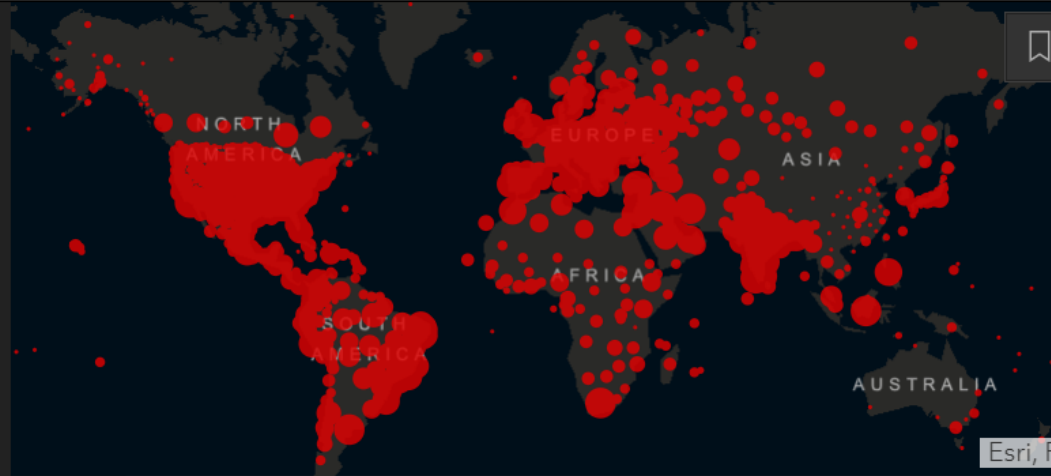 NORTH
AMERICA
EUROPE
ASIA
AFRICA
SOUTH
AMERICA
AUSTRALIA
Esri,